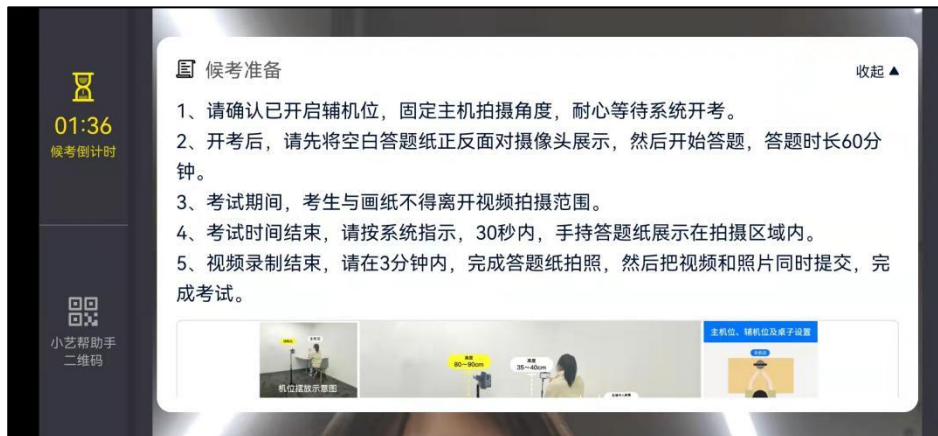 候考准备
收起▲
01:36
候考倒计时
1、请确认已开启辅机位，固定主机拍摄角度，耐心等待系统开考。
2、开考后，请先将空白答题纸正反面对摄像头展示，然后开始答题，答题时长60分
钟。
3、考试期间，考生与画纸不得离开视频拍摄范围。
4、考试时间结束，请按系统指示，30秒内，手持答题纸展示在拍摄区域内。
5、视频录制结束，请在3分钟内，完成答题纸拍照，然后把视频和照片同时提交，完
成考试。
小艺帮助手
二维码
机位摆放示意图
高度
80~90cm
高度
35~40cm
主机位、辅机位及桌子设置